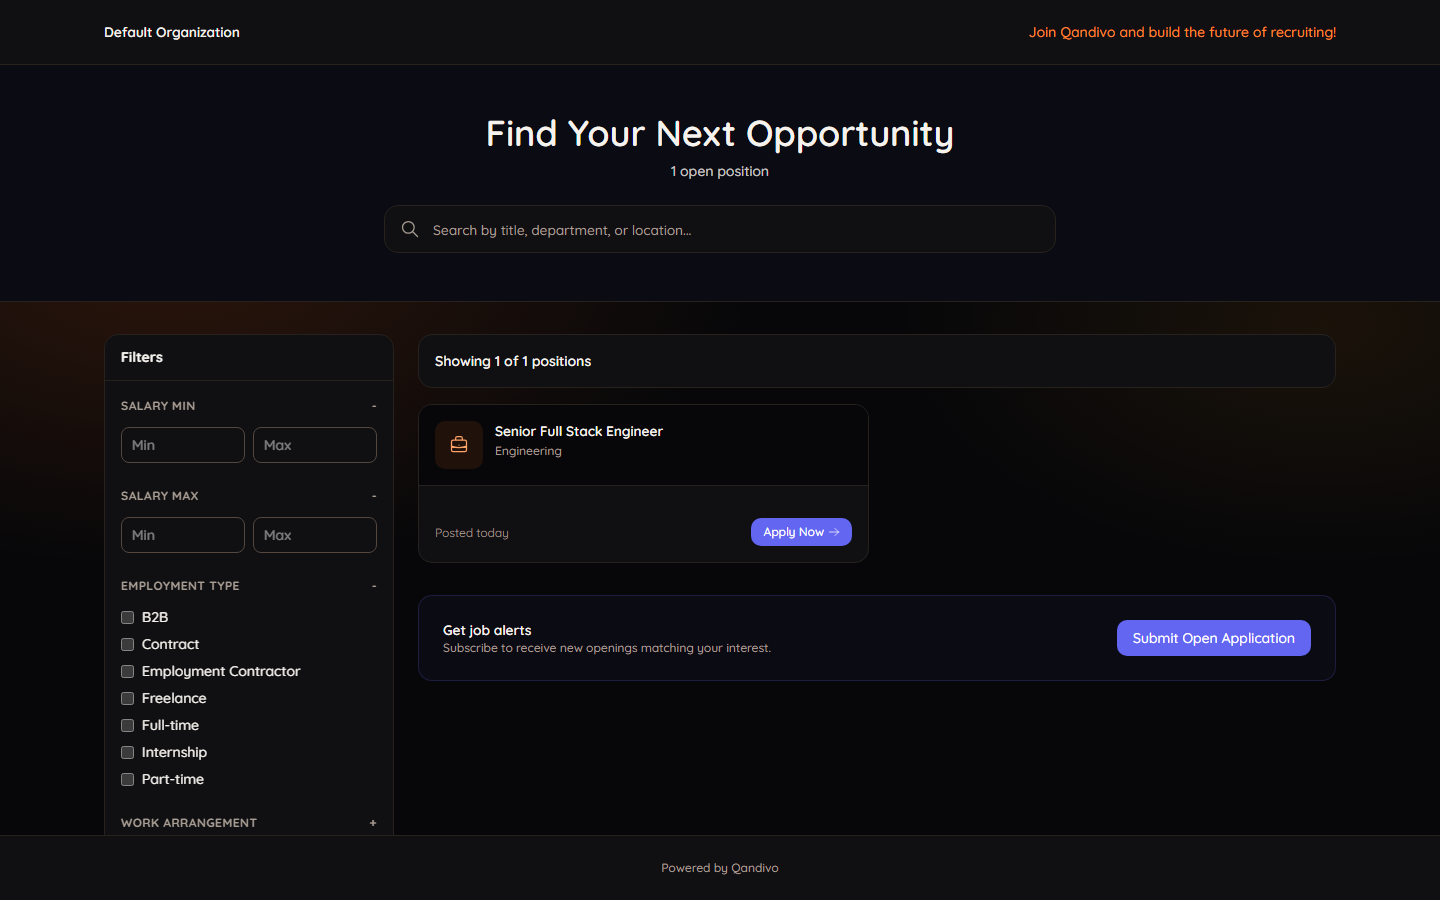 Default Organization
Join Qandivo and build the future of recruiting!
Find Your Next Opportunity
1 open position
Search by title, department, or location...
Filters
SALARY MIN -
Min Max
SALARY MAX -
Min Max
EMPLOYMENT TYPE -
B2B
Contract
Employment Contractor
Freelance
Full-time
Internship
Part-time
WORK ARRANGEMENT +
Showing 1 of 1 positions
Senior Full Stack Engineer
Engineering
Posted today
Apply Now →
Get job alerts
Subscribe to receive new openings matching your interest.
Submit Open Application
Powered by Qandivo